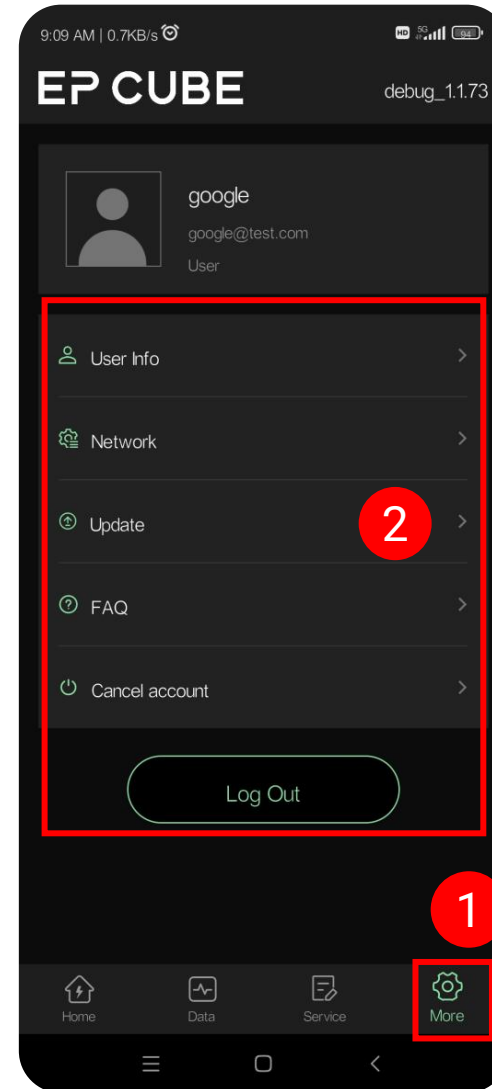 9:09 AM | 0.7KB/s
HD 5G 94
EP CUBE
debug_1.1.73
google
google@test.com
User
User Info
Network
Update
2
FAQ
Cancel account
Log Out
1
Home Data Service More